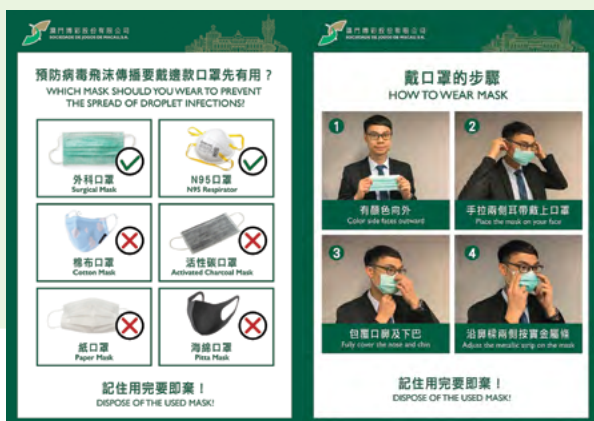 澳門博彩股份有限公司
SOCIEDADE DE JOGOS DE MACAU, S.A.
預防病毒飛沫傳播要戴邊款口罩先有用？
WHICH MASK SHOULD YOU WEAR TO PREVENT
THE SPREAD OF DROPLET INFECTIONS?
外科口罩
Surgical Mask
N95口罩
N95 Respirator
棉布口罩
Cotton Mask
活性碳口罩
Activated Charcoal Mask
紙口罩
Paper Mask
海綿口罩
Pitta Mask
記住用完要即棄！
DISPOSE OF THE USED MASK!
澳門博彩股份有限公司
SOCIEDADE DE JOGOS DE MACAU, S.A.
戴口罩的步驟
HOW TO WEAR MASK
1
有顏色向外
Color side faces outward
2
手拉兩側耳帶戴上口罩
Place the mask on your face
3
包覆口鼻及下巴
Fully cover the nose and chin
4
沿鼻樑兩側按實金屬條
Adjust the metallic strip on the mask
記住用完要即棄！
DISPOSE OF THE USED MASK!